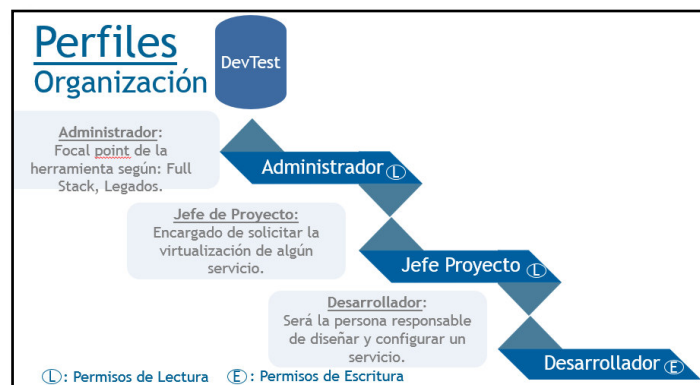 Perfiles
Organización
DevTest
Administrador:
Focal point de la
herramienta según: Full
Stack, Legados.
Administrador Ⓛ
Jefe de Proyecto:
Encargado de solicitar la
virtualización de algún
servicio.
Jefe Proyecto Ⓛ
Desarrollador:
Será la persona responsable
de diseñar y configurar un
servicio.
Desarrollador Ⓔ
Ⓛ: Permisos de Lectura Ⓔ: Permisos de Escritura